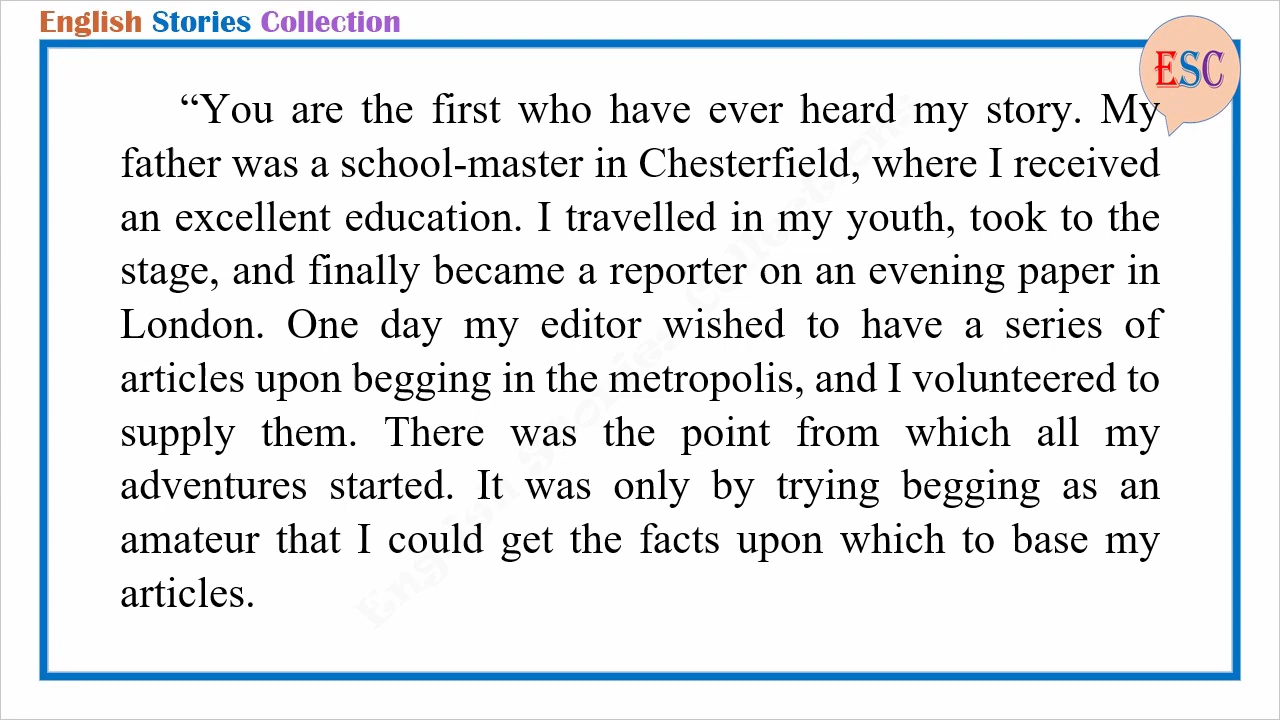 English Stories Collection
ESC
“You are the first who have ever heard my story. My
father was a school-master in Chesterfield, where I received
an excellent education. I travelled in my youth, took to the
stage, and finally became a reporter on an evening paper in
London. One day my editor wished to have a series of
articles upon begging in the metropolis, and I volunteered to
supply them. There was the point from which all my
adventures started. It was only by trying begging as an
amateur that I could get the facts upon which to base my
articles.